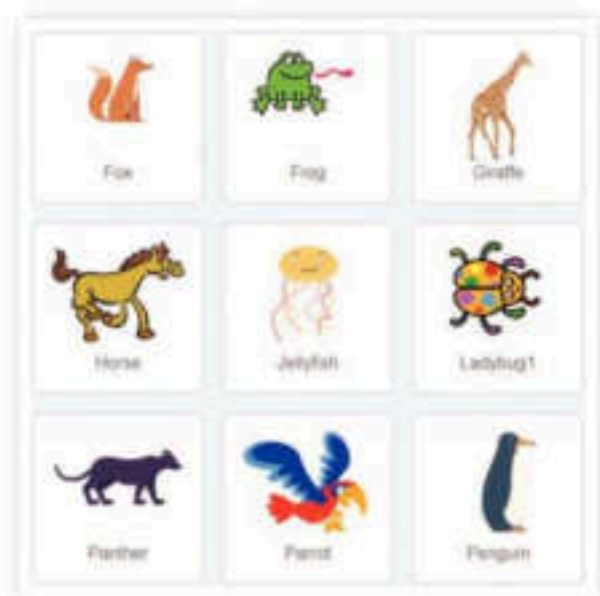 Fox
Frog
Giraffe
Horse
Jellyfish
Ladybug1
Panther
Parrot
Penguin